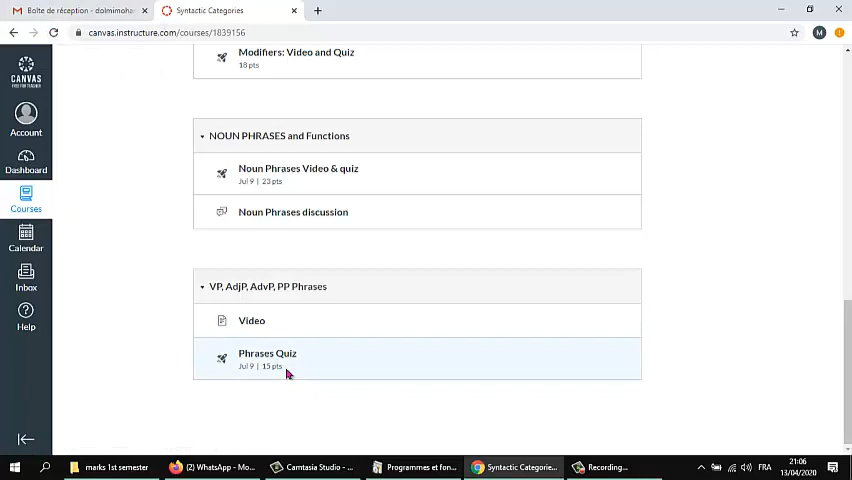 Boîte de réception - dolmimoha
Syntactic Categories
canvas.instructure.com/courses/1839156
M
CANVAS
FREE FOR TEACHER
Account
Dashboard
Courses
Calendar
Inbox
Help
Modifiers: Video and Quiz
18 pts
NOUN PHRASES and Functions
Noun Phrases Video & quiz
Jul 9 | 23 pts
Noun Phrases discussion
VP, AdjP, AdvP, PP Phrases
Video
Phrases Quiz
Jul 9 | 15 pts
marks 1st semester
(2) WhatsApp - Mo...
Camtasia Studio - ...
Programmes et fon...
Syntactic Categorie...
Recording...
FRA
21:06
13/04/2020